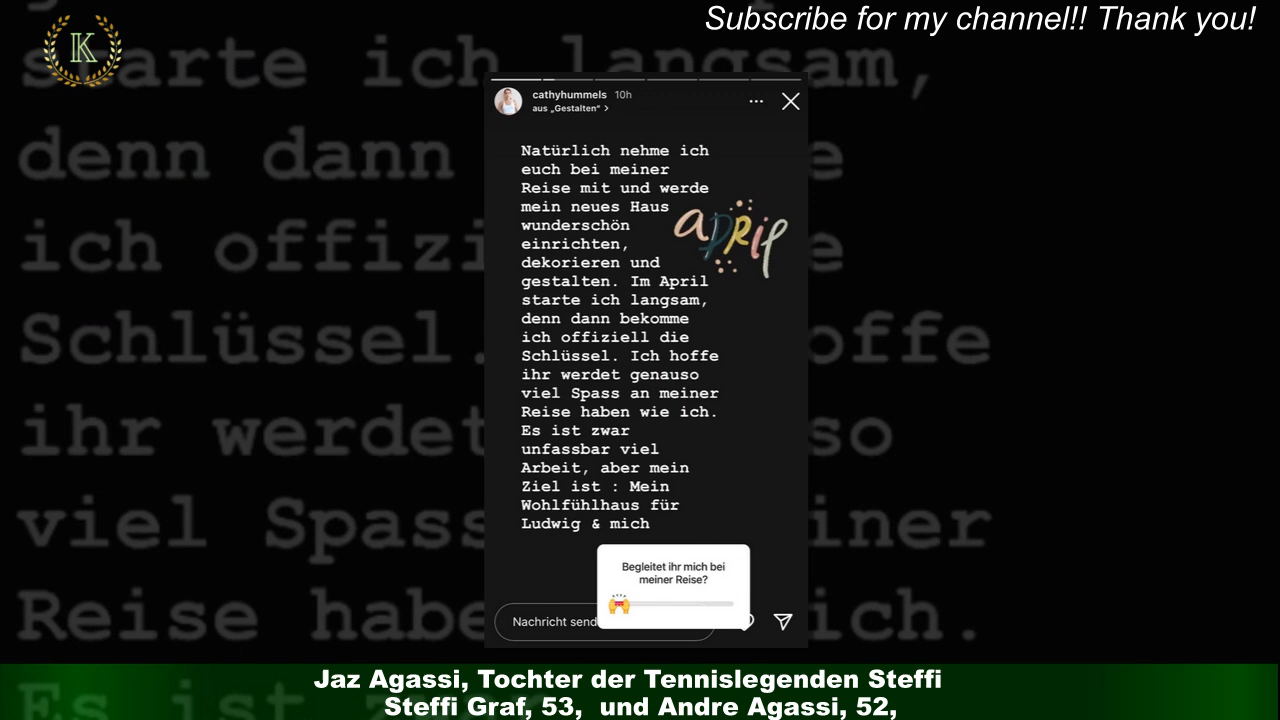 Subscribe for my channel!! Thank you!
K
cathyhummels 10h
aus „Gestalten“ >
Natürlich nehme ich
euch bei meiner
Reise mit und werde
mein neues Haus
wunderschön
einrichten,
dekorieren und
gestalten. Im April
starte ich langsam,
denn dann bekomme
ich offiziell die
Schlüssel. Ich hoffe
ihr werdet genauso
viel Spass an meiner
Reise haben wie ich.
Es ist zwar
unfassbar viel
Arbeit, aber mein
Ziel ist : Mein
Wohlfühlhaus für
Ludwig & mich
APRIL
Begleitet ihr mich bei
meiner Reise?
Nachricht send
Jaz Agassi, Tochter der Tennislegenden Steffi
Steffi Graf, 53, und Andre Agassi, 52,